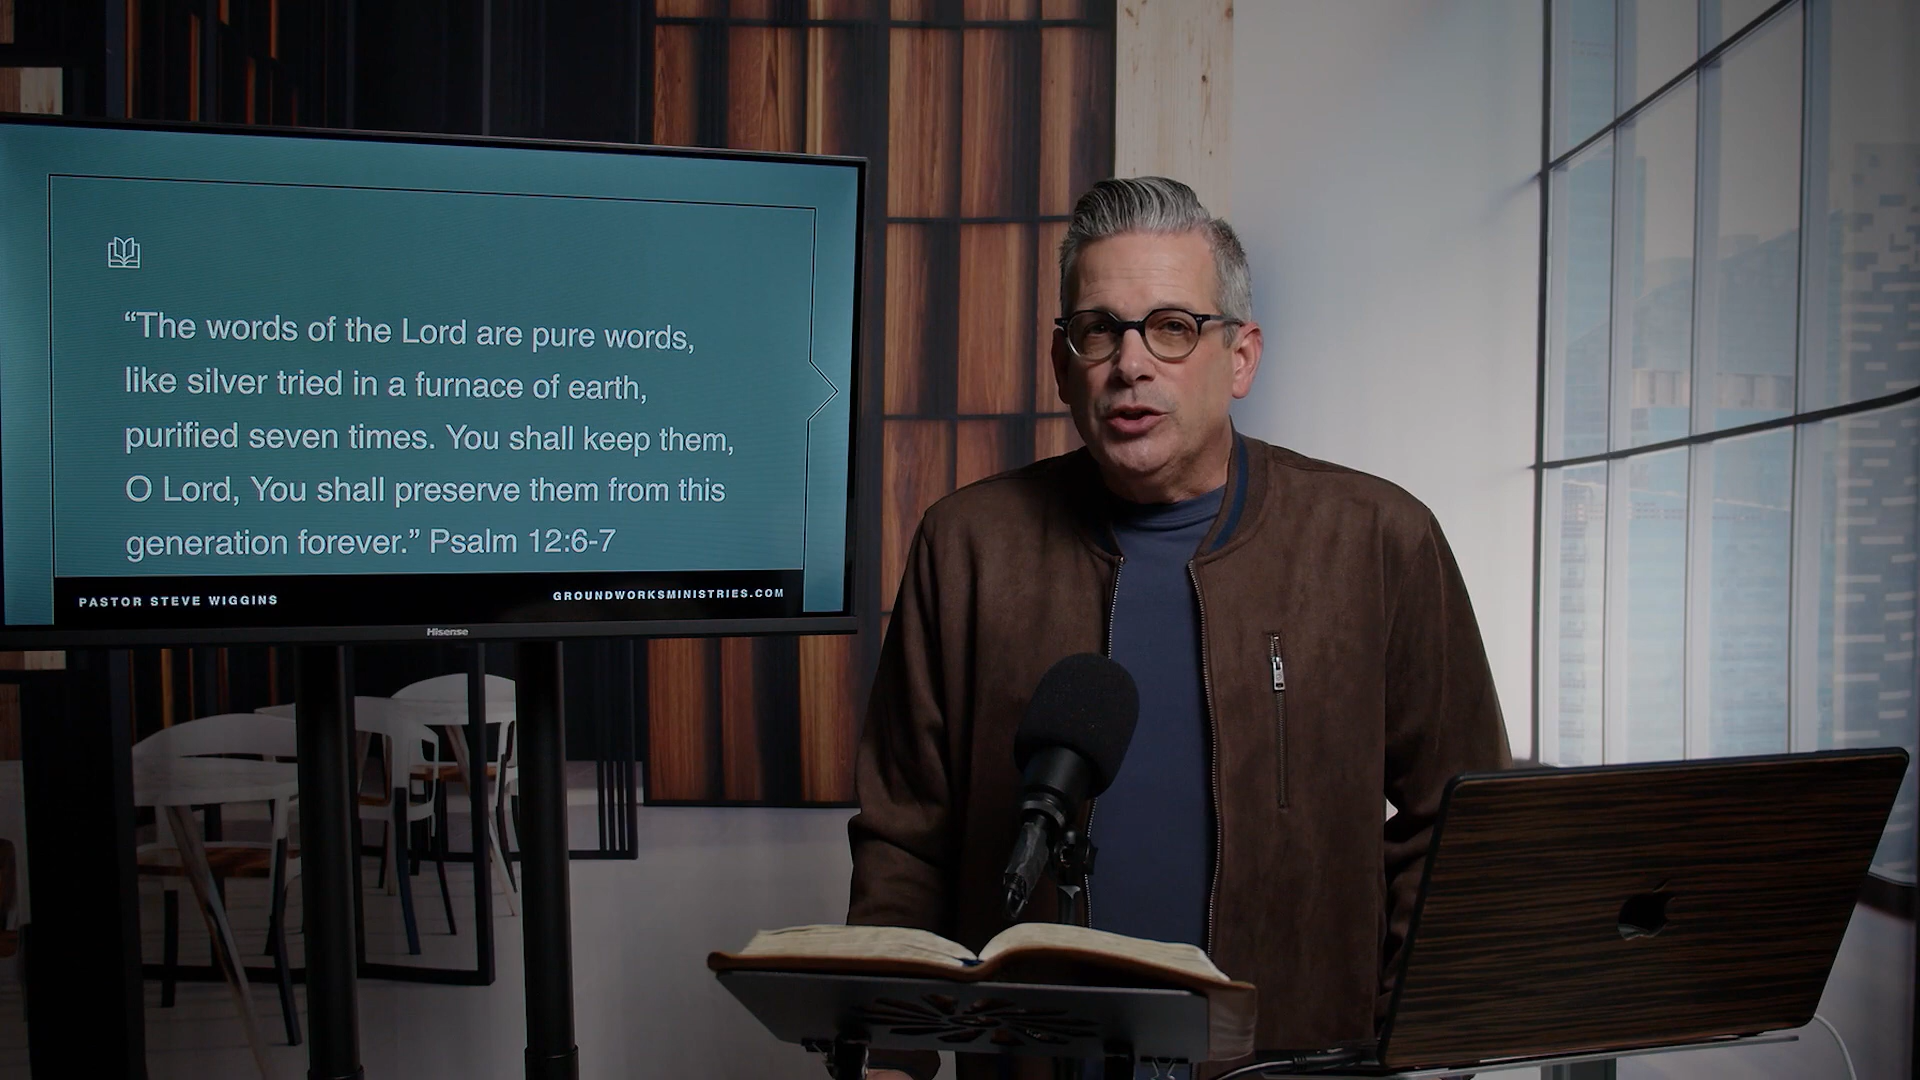 “The words of the Lord are pure words,
like silver tried in a furnace of earth,
purified seven times. You shall keep them,
O Lord, You shall preserve them from this
generation forever.” Psalm 12:6-7
PASTOR STEVE WIGGINS
GROUNDWORKSMINISTRIES.COM
Hisense